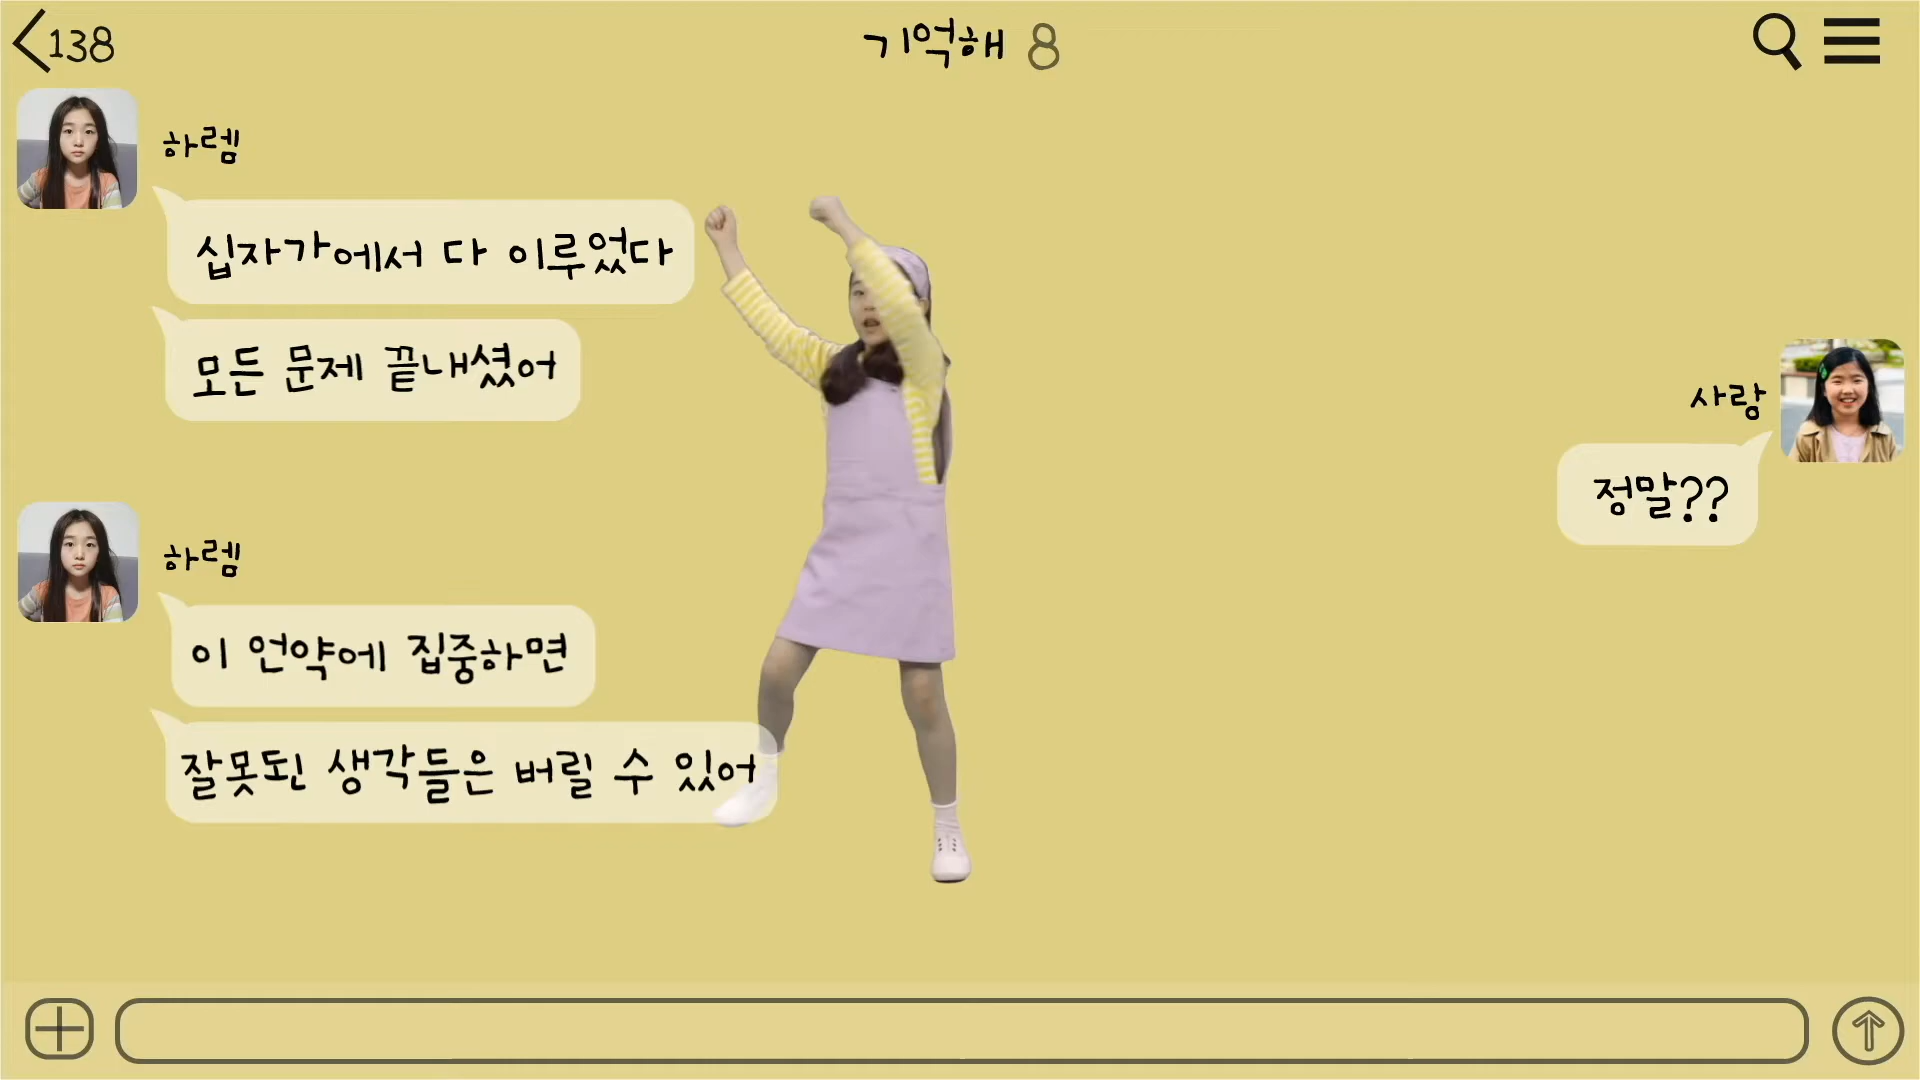 138
기억해 8
하렘
십자가에서 다 이루었다
모든 문제 끝내셨어
사랑
정말??
하렘
이 언약에 집중하면
잘못된 생각들은 버릴 수 있어